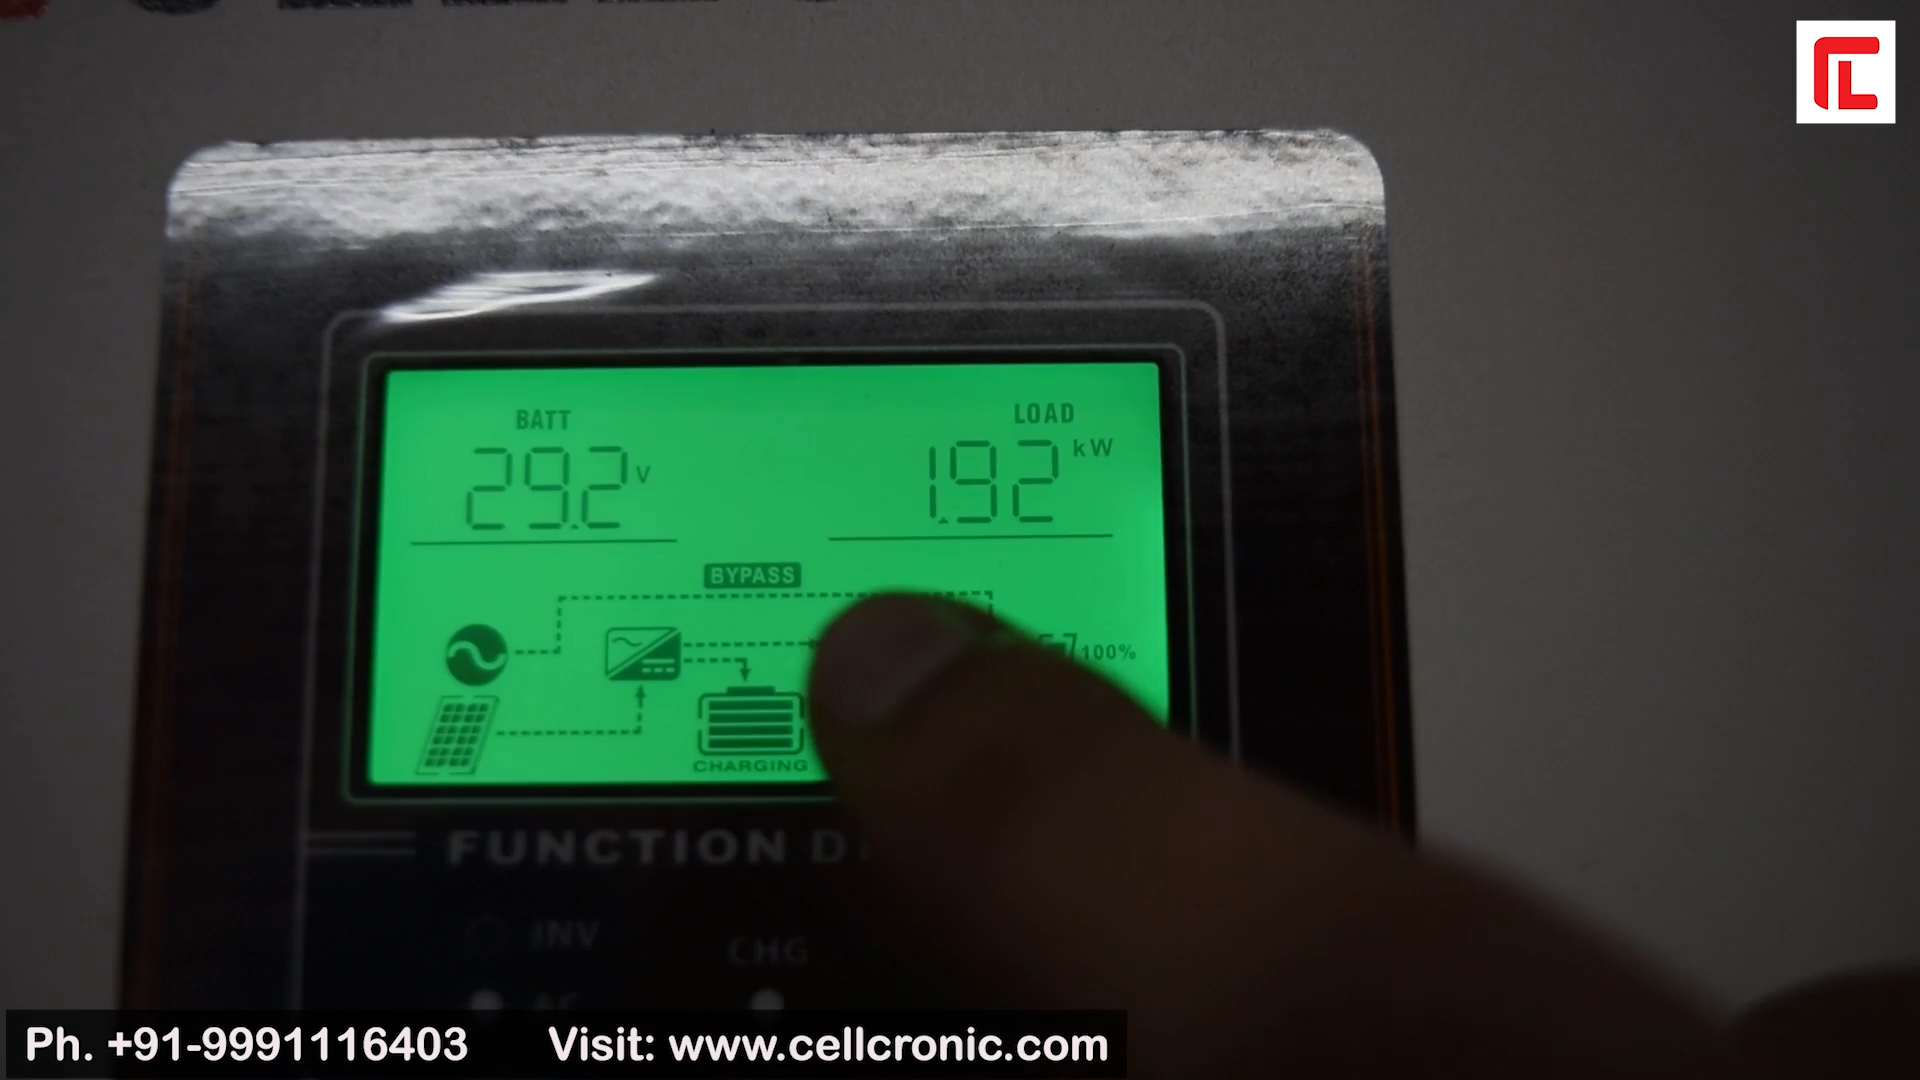 BATT
29.2 V
LOAD
1.92 kW
BYPASS
100%
CHARGING
FUNCTION
INV
CHG
AC
Ph. +91-9991116403 Visit: www.cellcronic.com